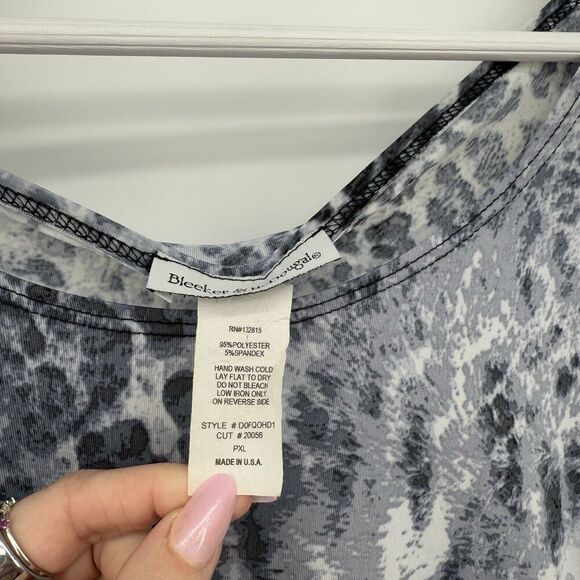 Bleeker & McDougal®
RN#132815
95%POLYESTER
5%SPANDEX
HAND WASH COLD
LAY FLAT TO DRY
DO NOT BLEACH
LOW IRON ONLY
ON REVERSE SIDE
STYLE # D0FQOHD1
CUT # 20056
PXL
MADE IN U.S.A.